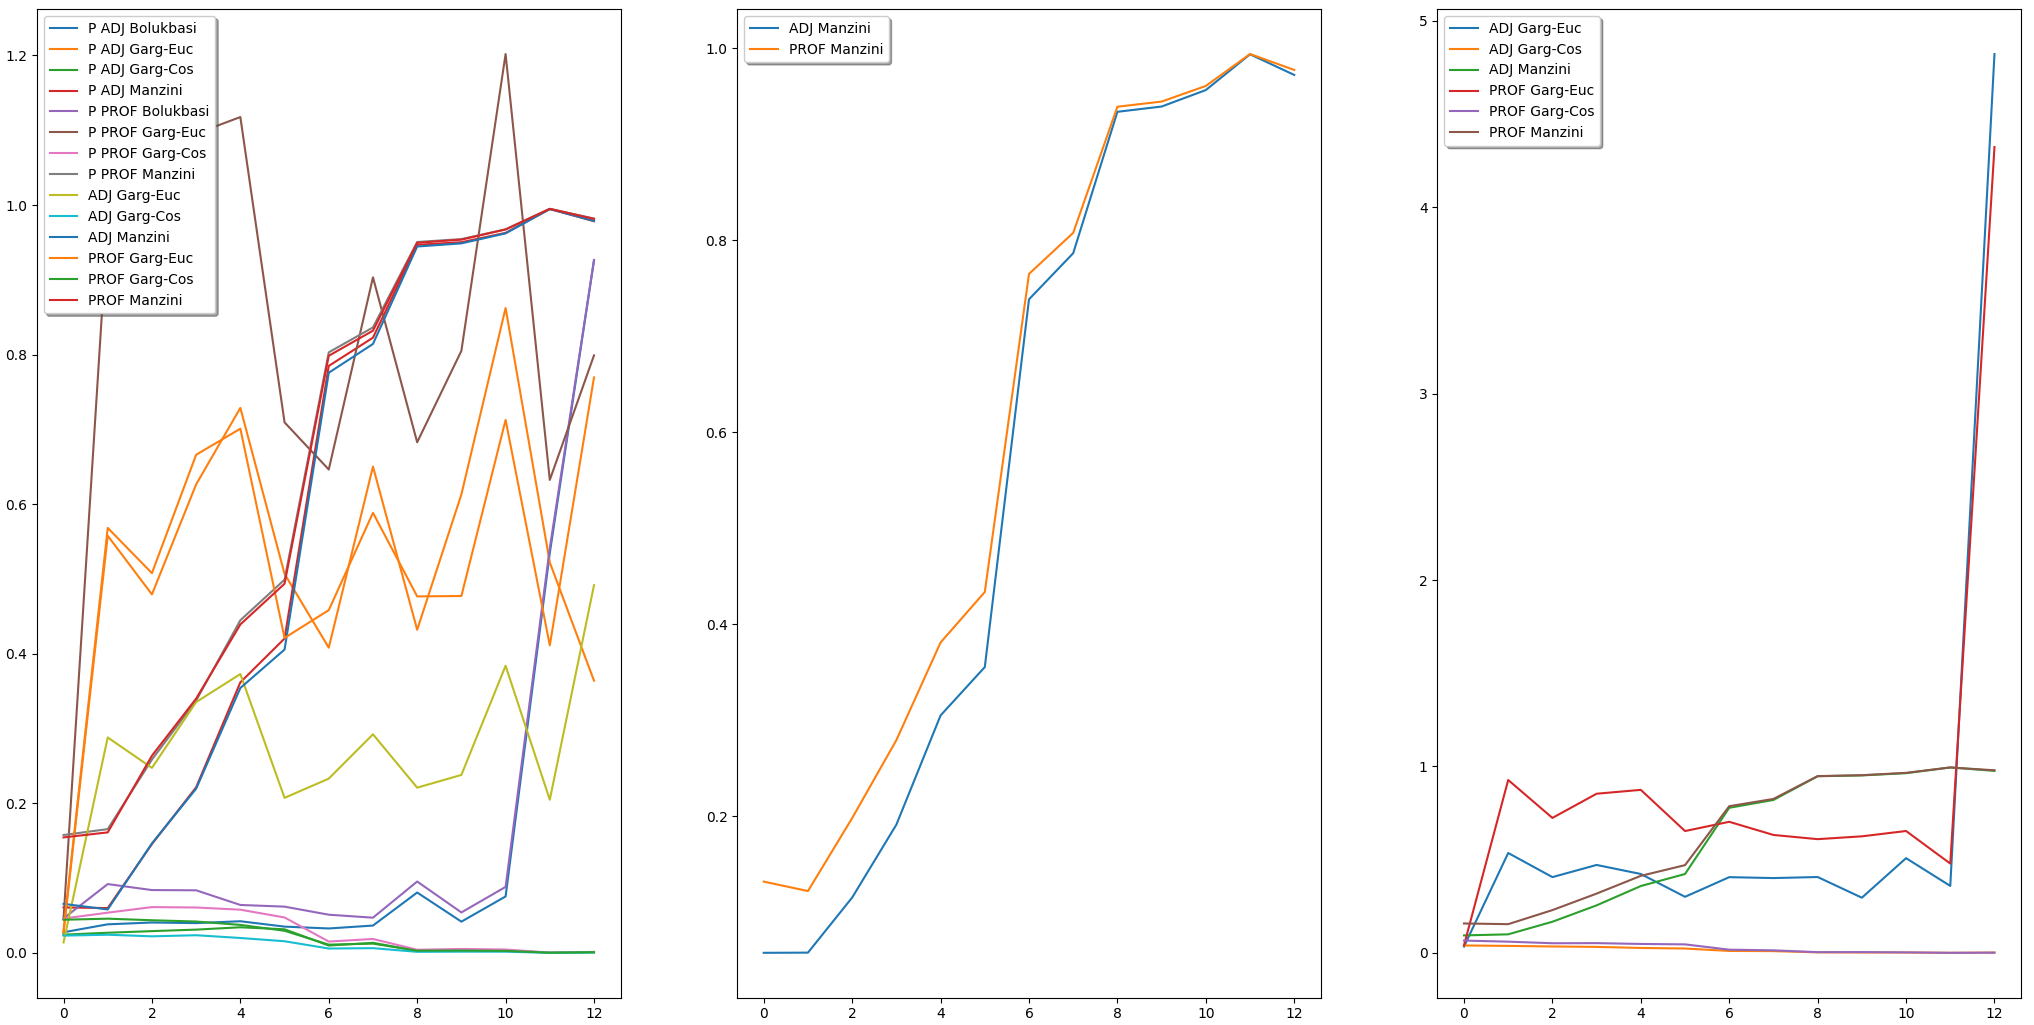 P ADJ Bolukbasi
P ADJ Garg-Euc
P ADJ Garg-Cos
P ADJ Manzini
P PROF Bolukbasi
P PROF Garg-Euc
P PROF Garg-Cos
P PROF Manzini
ADJ Garg-Euc
ADJ Garg-Cos
ADJ Manzini
PROF Garg-Euc
PROF Garg-Cos
PROF Manzini
1.2
1.0
0.8
0.6
0.4
0.2
0.0
0 2 4 6 8 10 12
ADJ Manzini
PROF Manzini
1.0
0.8
0.6
0.4
0.2
0 2 4 6 8 10 12
ADJ Garg-Euc
ADJ Garg-Cos
ADJ Manzini
PROF Garg-Euc
PROF Garg-Cos
PROF Manzini
5
4
3
2
1
0
0 2 4 6 8 10 12